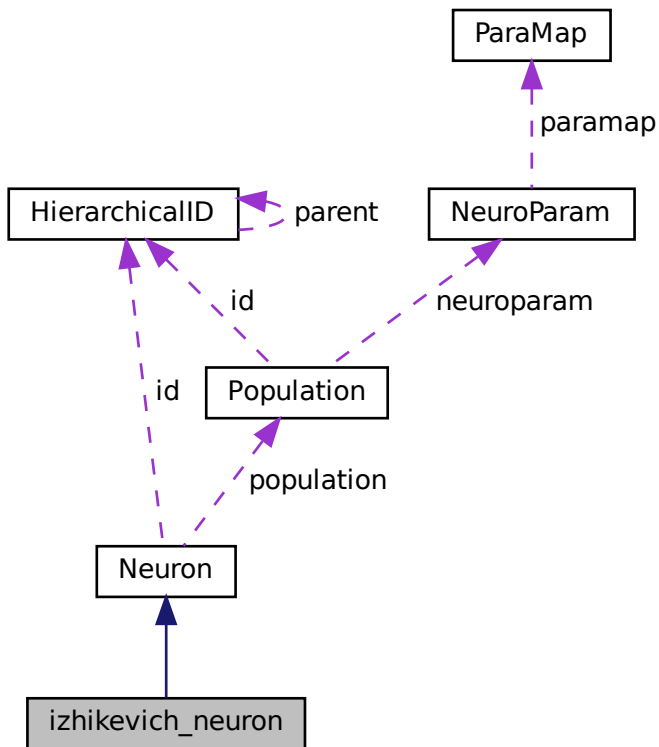 ParaMap
paramap
HierarchicalID
parent
NeuroParam
id
neuroparam
Population
id
population
Neuron
izhikevich_neuron